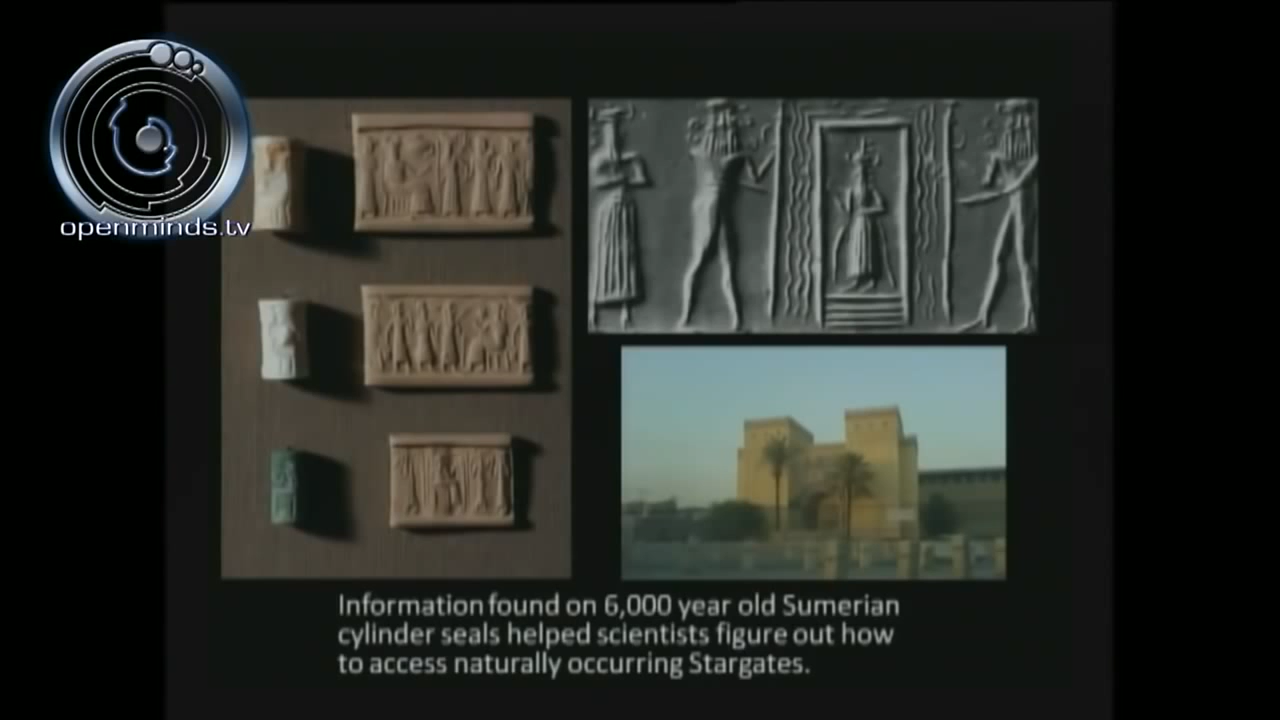 openminds.tv
Information found on 6,000 year old Sumerian
cylinder seals helped scientists figure out how
to access naturally occurring Stargates.